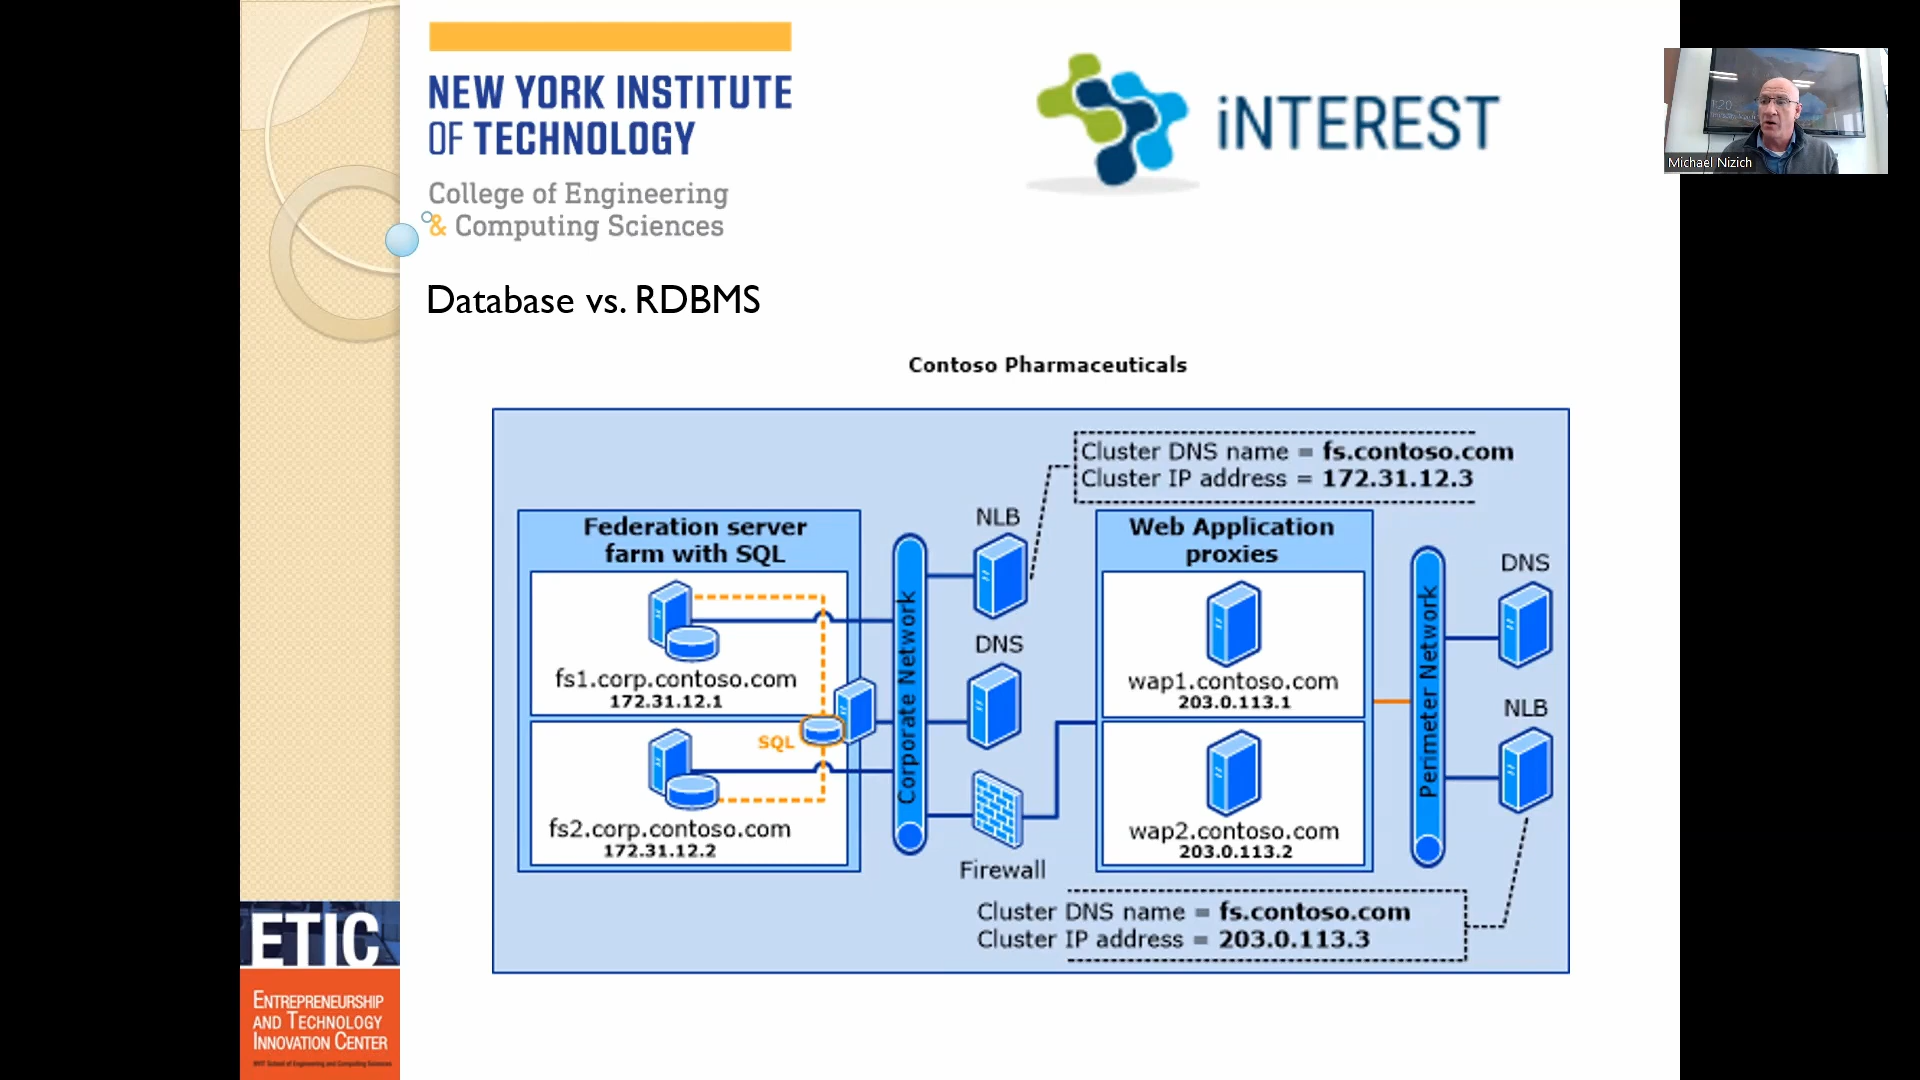 NEW YORK INSTITUTE
OF TECHNOLOGY
College of Engineering
& Computing Sciences
iNTEREST
Michael Nizich
Database vs. RDBMS
Contoso Pharmaceuticals
Cluster DNS name = fs.contoso.com
Cluster IP address = 172.31.12.3
Federation server
farm with SQL
fs1.corp.contoso.com
172.31.12.1
SQL
fs2.corp.contoso.com
172.31.12.2
Corporate Network
NLB
DNS
Firewall
Web Application
proxies
wap1.contoso.com
203.0.113.1
wap2.contoso.com
203.0.113.2
Perimeter Network
DNS
NLB
Cluster DNS name = fs.contoso.com
Cluster IP address = 203.0.113.3
ETIC
ENTREPRENEURSHIP
AND TECHNOLOGY
INNOVATION CENTER